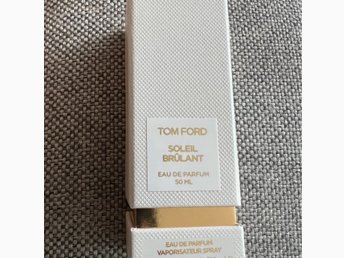 TOM FORD
SOLEIL
BRÛLANT
EAU DE PARFUM
50 ML
EAU DE PARFUM
VAPORISATEUR SPRAY